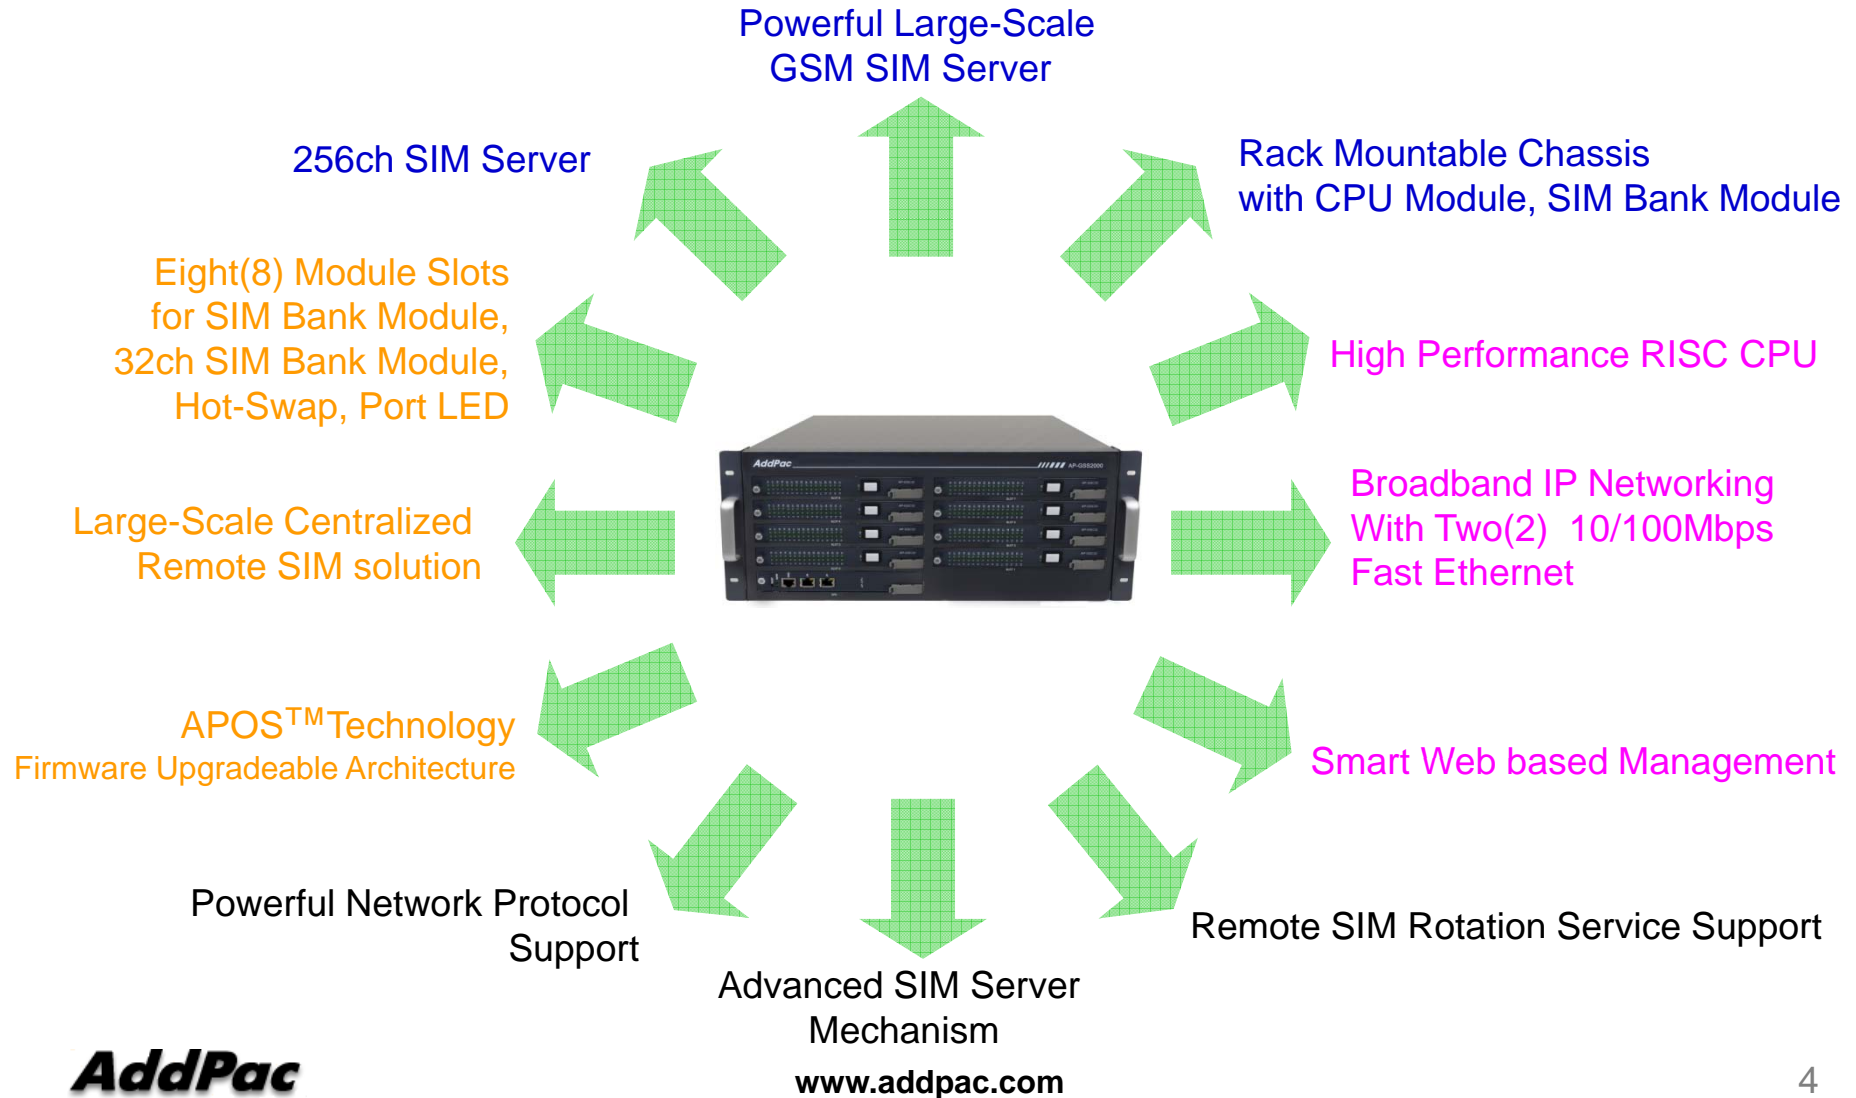 Powerful Large-Scale
GSM SIM Server
256ch SIM Server
Rack Mountable Chassis
with CPU Module, SIM Bank Module
Eight(8) Module Slots
for SIM Bank Module,
32ch SIM Bank Module,
Hot-Swap, Port LED
High Performance RISC CPU
AddPac
AP-GSS2000
Broadband IP Networking
With Two(2) 10/100Mbps
Fast Ethernet
Large-Scale Centralized
Remote SIM solution
APOS™Technology
Firmware Upgradeable Architecture
Smart Web based Management
Powerful Network Protocol
Support
Remote SIM Rotation Service Support
Advanced SIM Server
Mechanism
AddPac
www.addpac.com
4